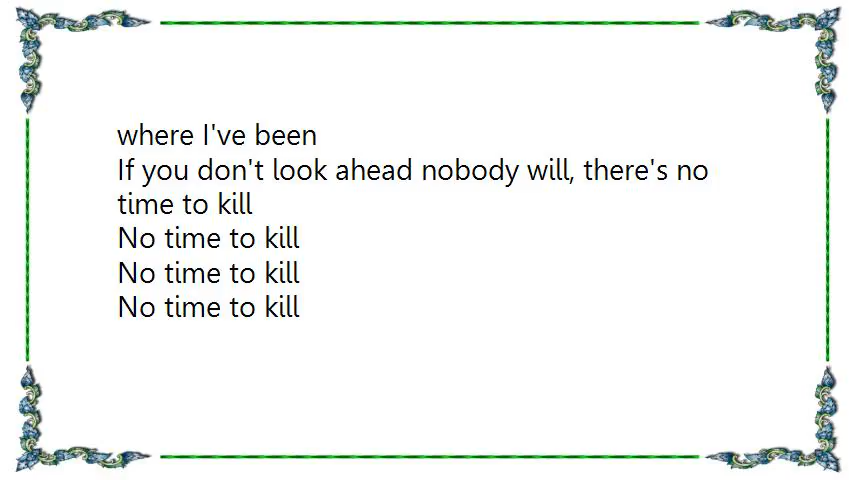 where I've been
If you don't look ahead nobody will, there's no
time to kill
No time to kill
No time to kill
No time to kill